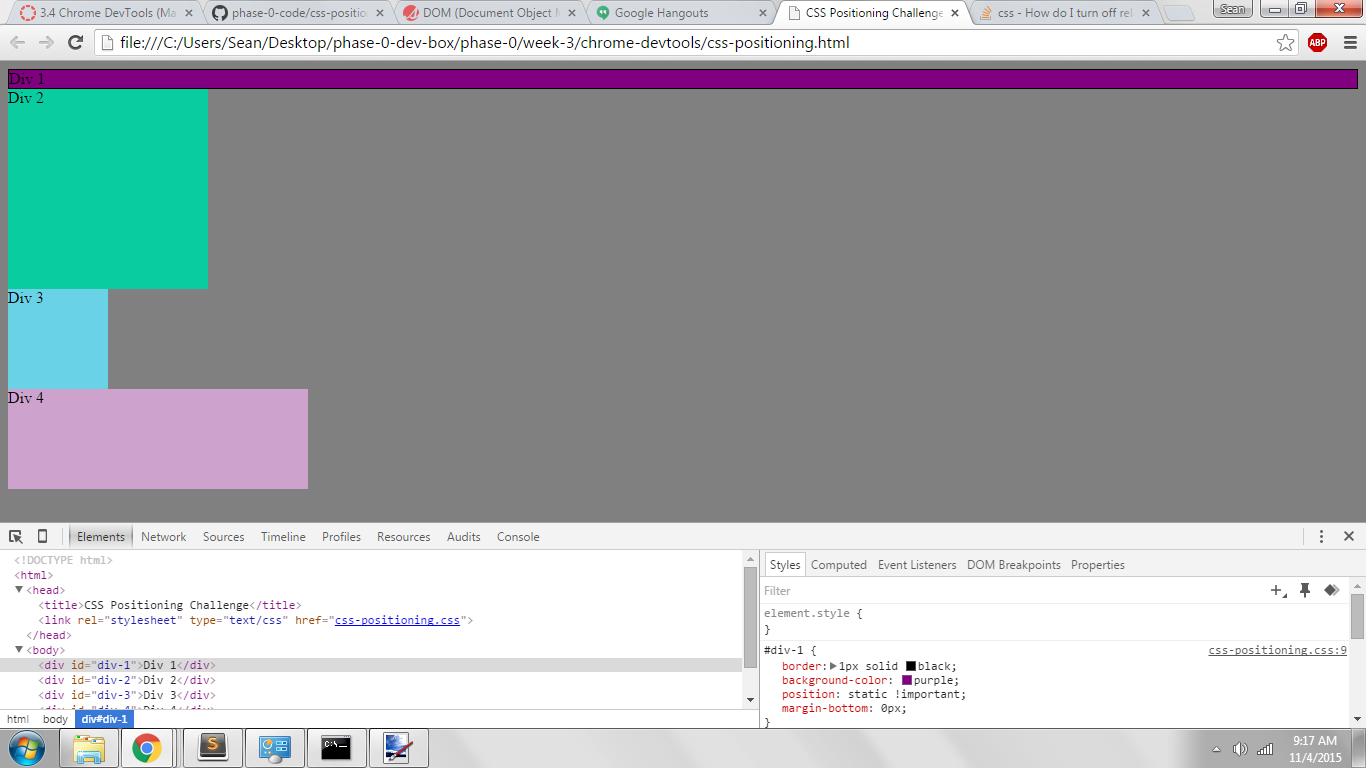 3.4 Chrome DevTools (Ma
phase-0-code/css-positio
DOM (Document Object M
Google Hangouts
CSS Positioning Challenge
css - How do I turn off rel
Sean
file:///C:/Users/Sean/Desktop/phase-0-dev-box/phase-0/week-3/chrome-devtools/css-positioning.html
ABP
Div 1
Div 2
Div 3
Div 4
Elements Network Sources Timeline Profiles Resources Audits Console
<!DOCTYPE html>
<html>
<head>
<title>CSS Positioning Challenge</title>
<link rel="stylesheet" type="text/css" href="css-positioning.css">
</head>
<body>
<div id="div-1">Div 1</div>
<div id="div-2">Div 2</div>
<div id="div-3">Div 3</div>
<div id="div-4">Div 4</div>
html body div#div-1
Styles Computed Event Listeners DOM Breakpoints Properties
Filter
element.style {
}
#div-1 { css-positioning.css:9
border: 1px solid black;
background-color: purple;
position: static !important;
margin-bottom: 0px;
}
C:\_
9:17 AM
11/4/2015